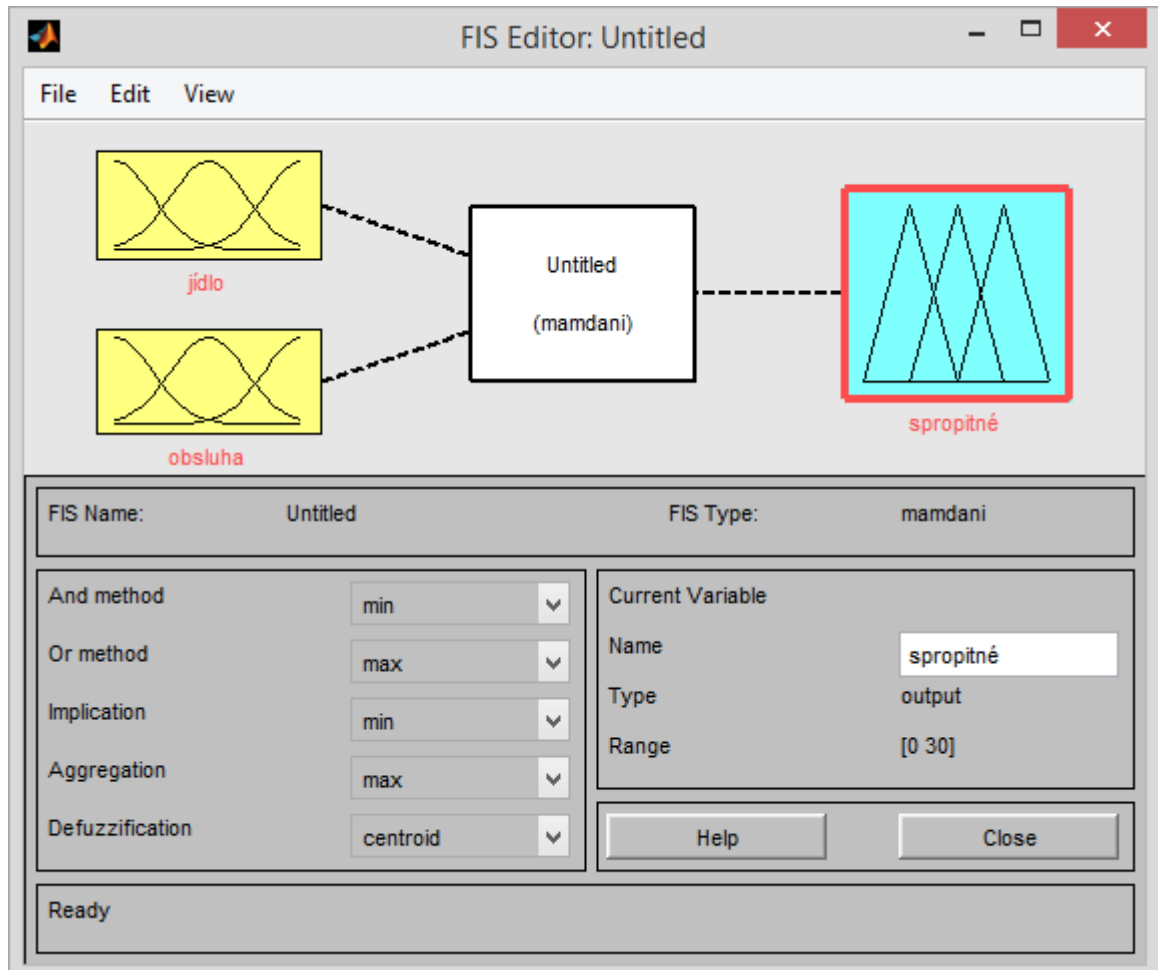 FIS Editor: Untitled
File Edit View
jídlo
obsluha
Untitled
(mamdani)
spropitné
FIS Name: Untitled FIS Type: mamdani
And method min
Or method max
Implication min
Aggregation max
Defuzzification centroid
Current Variable
Name spropitné
Type output
Range [0 30]
Help Close
Ready